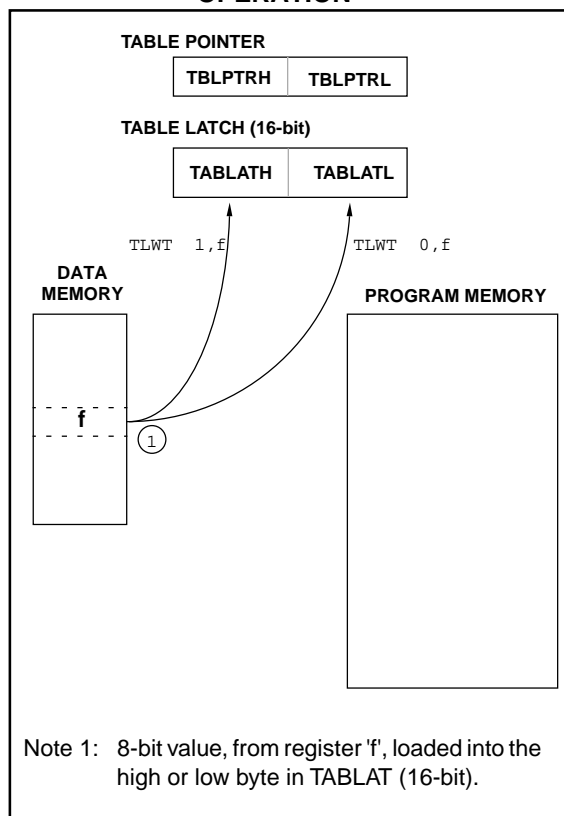 OPERATION
TABLE POINTER
TBLPTRH TBLPTRL
TABLE LATCH (16-bit)
TABLATH TABLATL
TLWT 1,f TLWT 0,f
DATA
MEMORY
PROGRAM MEMORY
f
1
Note 1: 8-bit value, from register 'f', loaded into the
high or low byte in TABLAT (16-bit).